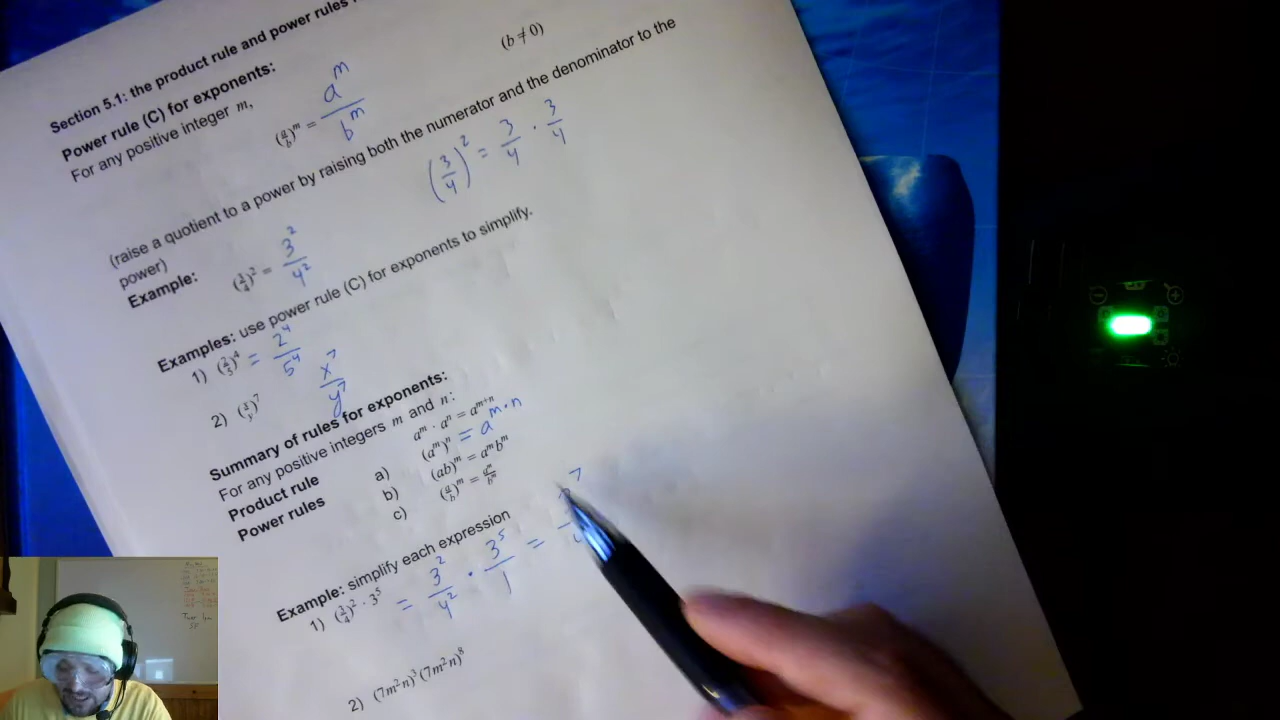 Section 5.1: the product rule and power rules
Power rule (C) for exponents:
For any positive integer m,
(a/b)^m = a^m/b^m (b ≠ 0)
(raise a quotient to a power by raising both the numerator and the denominator to the
power)
(3/4)^2 = 3/4 · 3/4
Example: (3/4)^2 = 3^2/4^2
Examples: use power rule (C) for exponents to simplify.
1) (2/5)^4 = 2^4/5^4
2) (x/y)^7 x^7/y^7
Summary of rules for exponents:
For any positive integers m and n:
Product rule a^m · a^n = a^{m+n}
Power rules a) (a^m)^n = a^{m·n}
b) (ab)^m = a^m b^m
c) (a/b)^m = a^m/b^m
Example: simplify each expression
1) (3/4)^2 · 3^5 = 3^2/4^2 · 3^5/1 =
2) (7m^2n)^3(7m^2n)^8